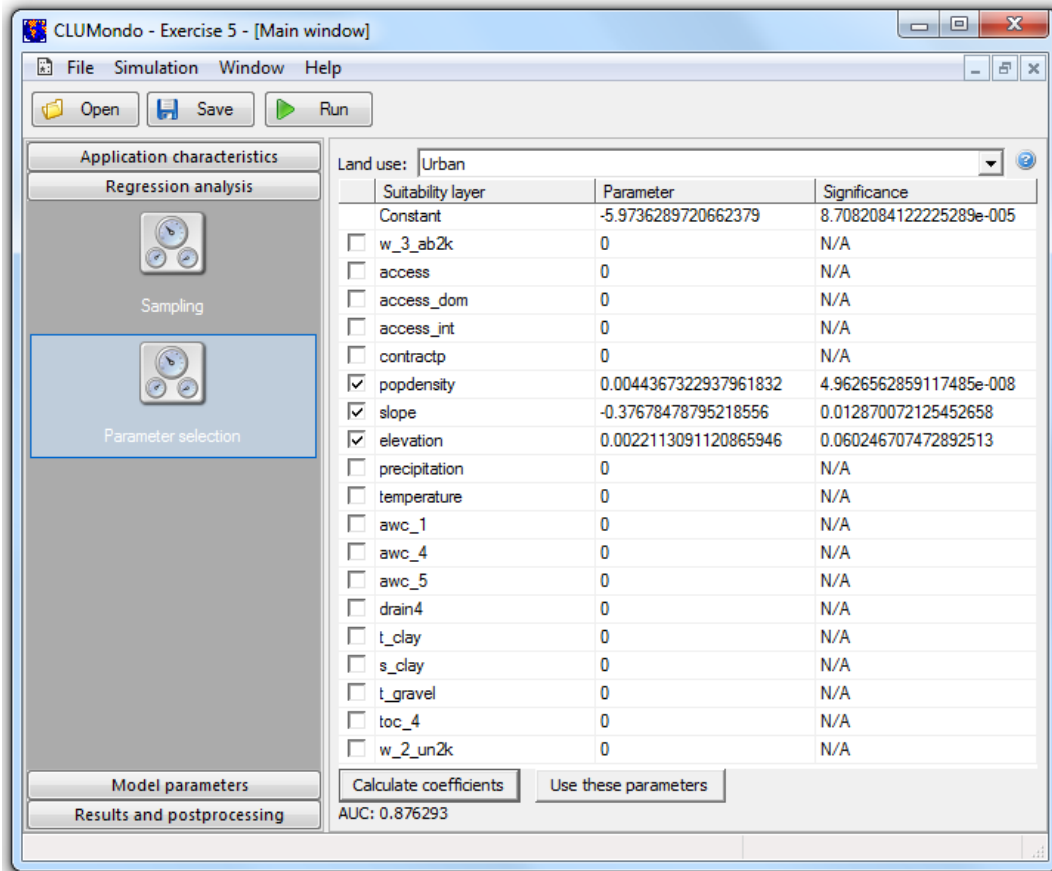 CLUMondo - Exercise 5 - [Main window]
File Simulation Window Help
Open Save Run
Application characteristics
Regression analysis
Sampling
Parameter selection
Model parameters
Results and postprocessing
Land use: Urban
Suitability layer Parameter Significance
Constant -5.9736289720662379 8.7082084122225289e-005
w_3_ab2k 0 N/A
access 0 N/A
access_dom 0 N/A
access_int 0 N/A
contractp 0 N/A
popdensity 0.0044367322937961832 4.9626562859117485e-008
slope -0.37678478795218556 0.012870072125452658
elevation 0.0022113091120865946 0.060246707472892513
precipitation 0 N/A
temperature 0 N/A
awc_1 0 N/A
awc_4 0 N/A
awc_5 0 N/A
drain4 0 N/A
t_clay 0 N/A
s_clay 0 N/A
t_gravel 0 N/A
toc_4 0 N/A
w_2_un2k 0 N/A
Calculate coefficients Use these parameters
AUC: 0.876293